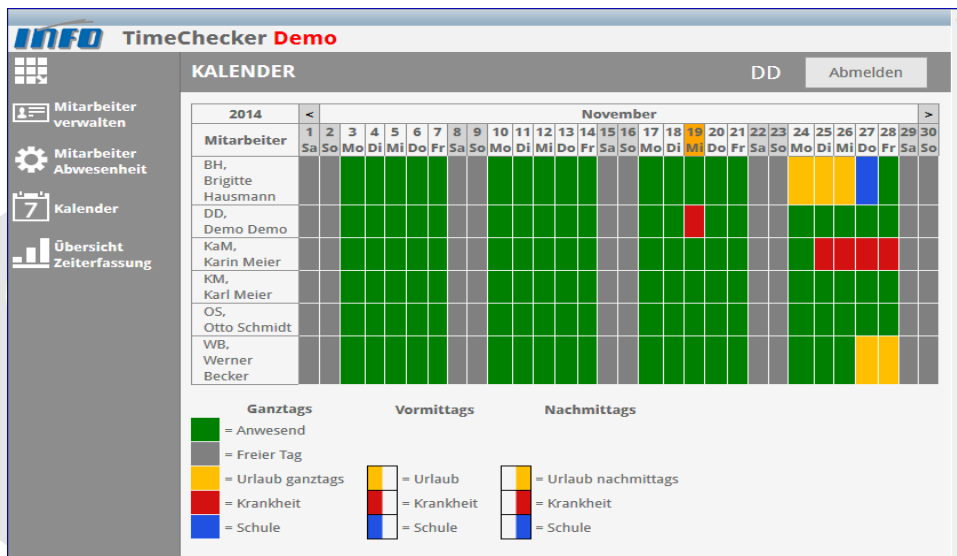 INFO TimeChecker Demo
KALENDER DD Abmelden
Mitarbeiter
verwalten
Mitarbeiter
Abwesenheit
7 Kalender
Übersicht
Zeiterfassung
2014 < November >
Mitarbeiter 1 2 3 4 5 6 7 8 9 10 11 12 13 14 15 16 17 18 19 20 21 22 23 24 25 26 27 28 29 30
Sa So Mo Di Mi Do Fr Sa So Mo Di Mi Do Fr Sa So Mo Di Mi Do Fr Sa So Mo Di Mi Do Fr Sa So
BH,
Brigitte
Hausmann
DD,
Demo Demo
KaM,
Karin Meier
KM,
Karl Meier
OS,
Otto Schmidt
WB,
Werner
Becker
Ganztags Vormittags Nachmittags
= Anwesend
= Freier Tag
= Urlaub ganztags = Urlaub = Urlaub nachmittags
= Krankheit = Krankheit = Krankheit
= Schule = Schule = Schule